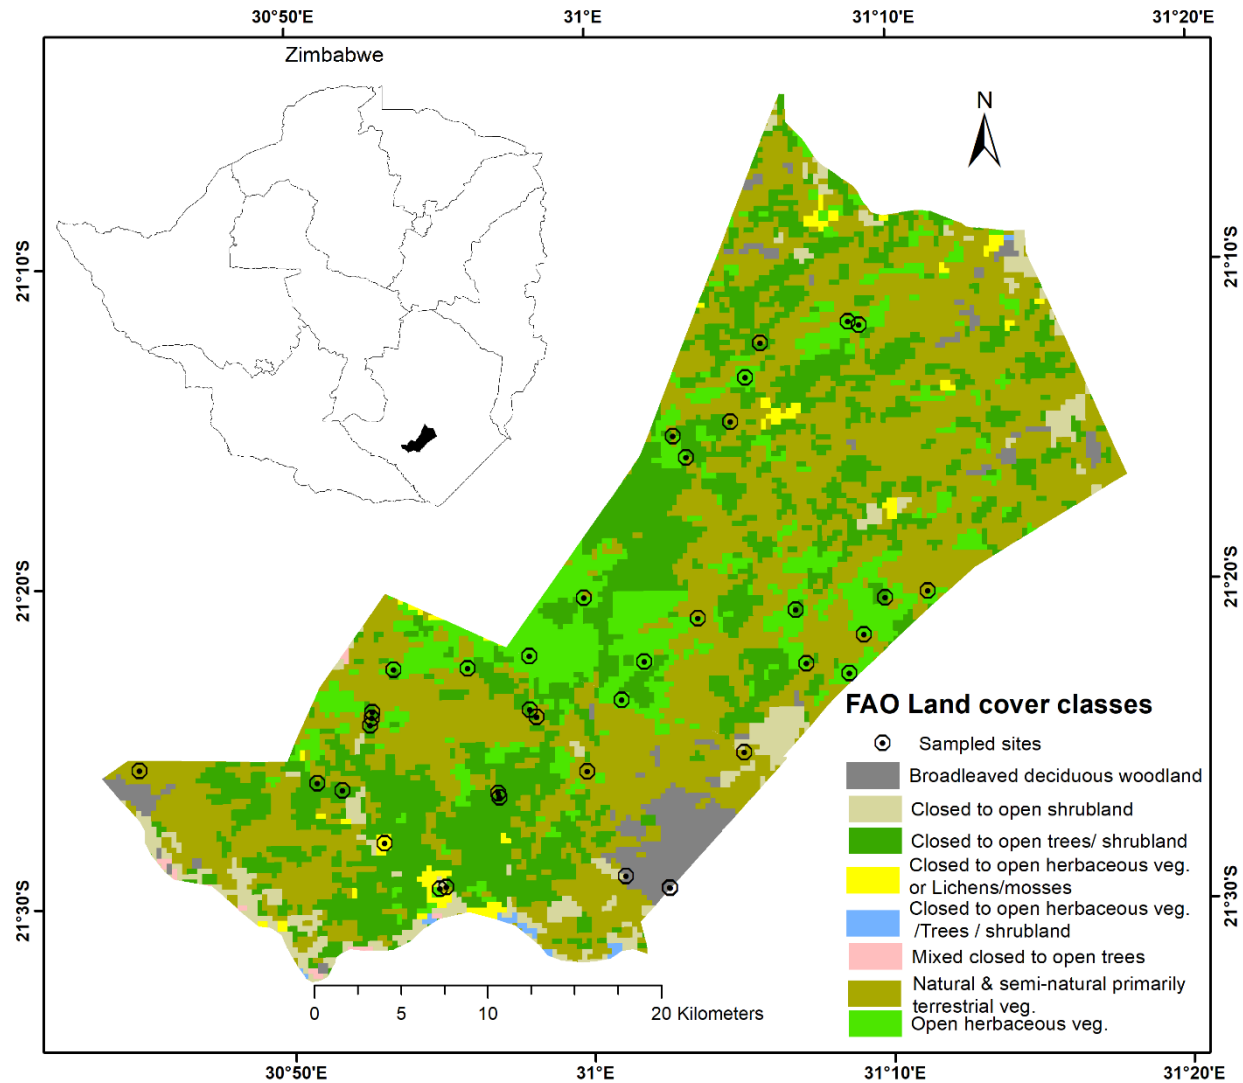 30°50'E 31°E 31°10'E 31°20'E
Zimbabwe
N
21°10'S 21°10'S
21°20'S 21°20'S
21°30'S 21°30'S
FAO Land cover classes
Sampled sites
Broadleaved deciduous woodland
Closed to open shrubland
Closed to open trees/ shrubland
Closed to open herbaceous veg.
or Lichens/mosses
Closed to open herbaceous veg.
/Trees / shrubland
Mixed closed to open trees
Natural & semi-natural primarily
terrestrial veg.
Open herbaceous veg.
0 5 10 20 Kilometers
30°50'E 31°E 31°10'E 31°20'E